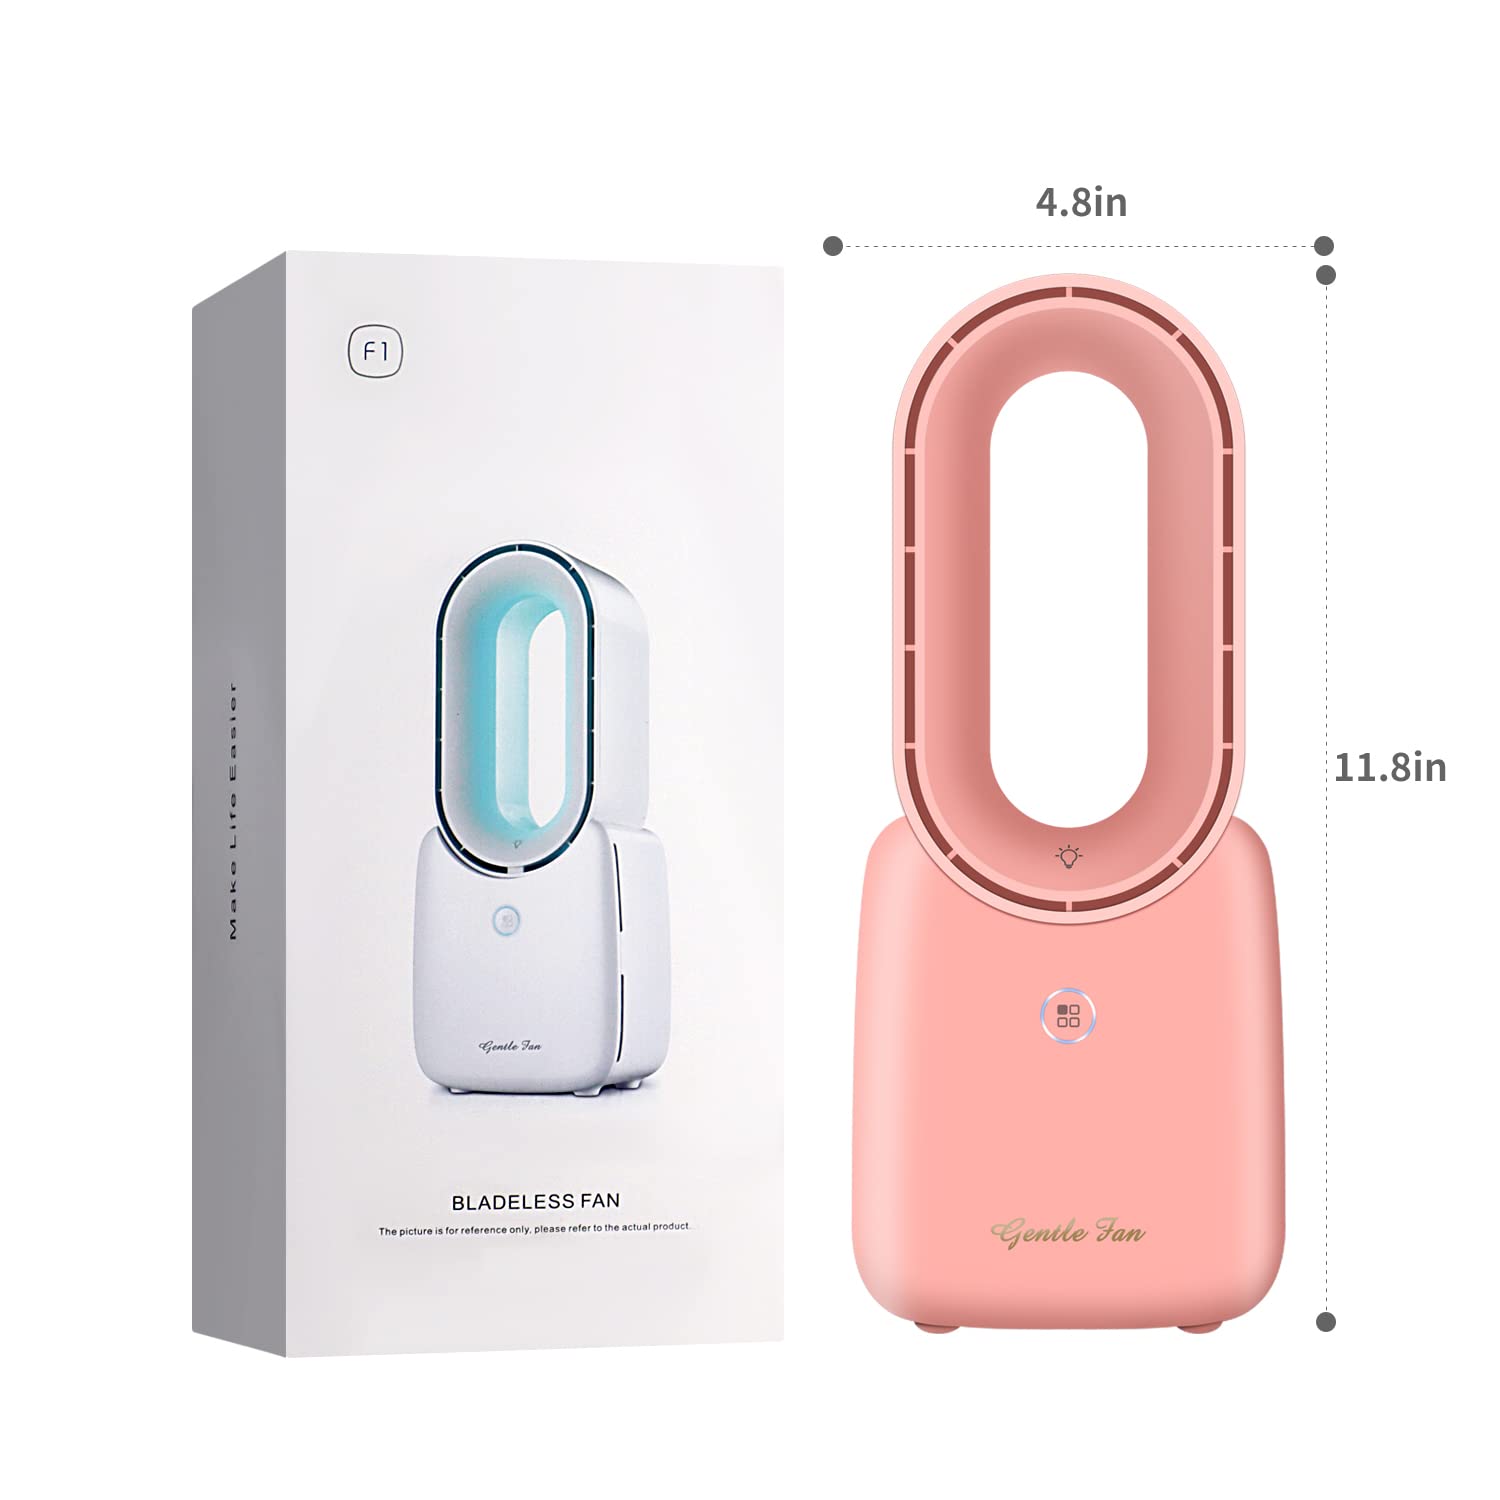 4.8in
F1
Make Life Easier
11.8in
Gentle Fan
BLADELESS FAN
The picture is for reference only, please refer to the actual product.
Gentle Fan